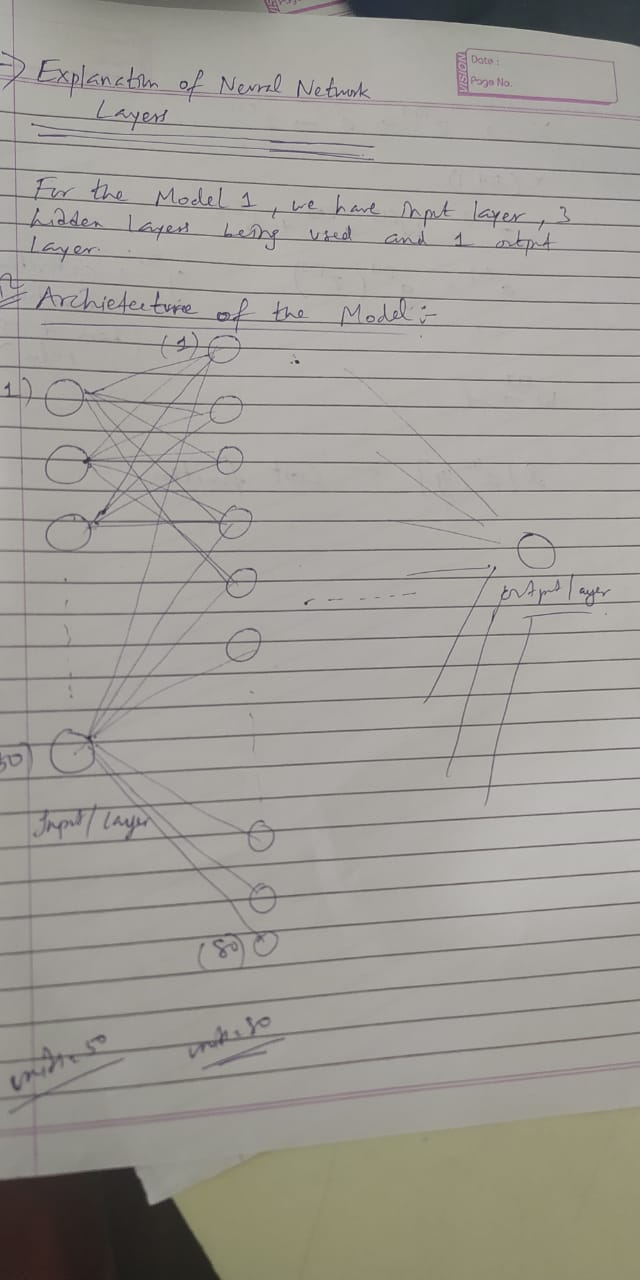 => Explanation of Neural Network
Layers
VISION
Date :
Page No.
For the Model 1, we have Input layer, 3
hidden Layers being used and 1 otput
Layer.
Archietecture of the Model :-
(1)
1)
output layer
50)
Input layer
(80)
units = 50
units = 80